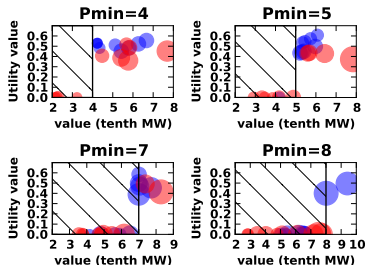 Pmin=4
Utility value
0.6
0.5
0.4
0.3
0.2
0.1
0.0
2 3 4 5 6 7 8
value (tenth MW)
Pmin=5
Utility value
0.6
0.5
0.4
0.3
0.2
0.1
0.0
2 3 4 5 6 7 8
value (tenth MW)
Pmin=7
Utility value
0.7
0.6
0.5
0.4
0.3
0.2
0.1
0.0
2 3 4 5 6 7 8 9
value (tenth MW)
Pmin=8
Utility value
0.7
0.6
0.5
0.4
0.3
0.2
0.1
0.0
2 3 4 5 6 7 8 9 10
value (tenth MW)